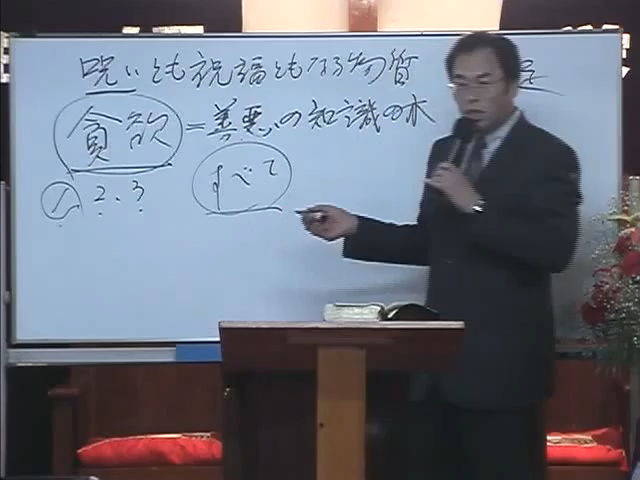 呪いとも祝福ともなる物質
貪欲=善悪の知識の木
1、2、3 すべて